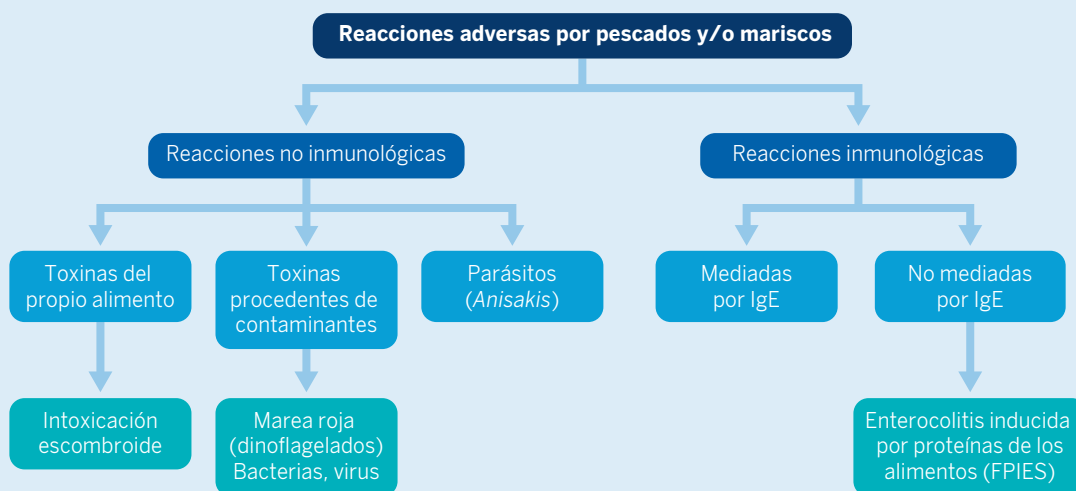 Reacciones adversas por pescados y/o mariscos
Reacciones no inmunológicas
Reacciones inmunológicas
Toxinas del
propio alimento
Toxinas
procedentes de
contaminantes
Parásitos
(Anisakis)
Mediadas
por IgE
No mediadas
por IgE
Intoxicación
escombroide
Marea roja
(dinoflagelados)
Bacterias, virus
Enterocolitis inducida
por proteínas de los
alimentos (FPIES)